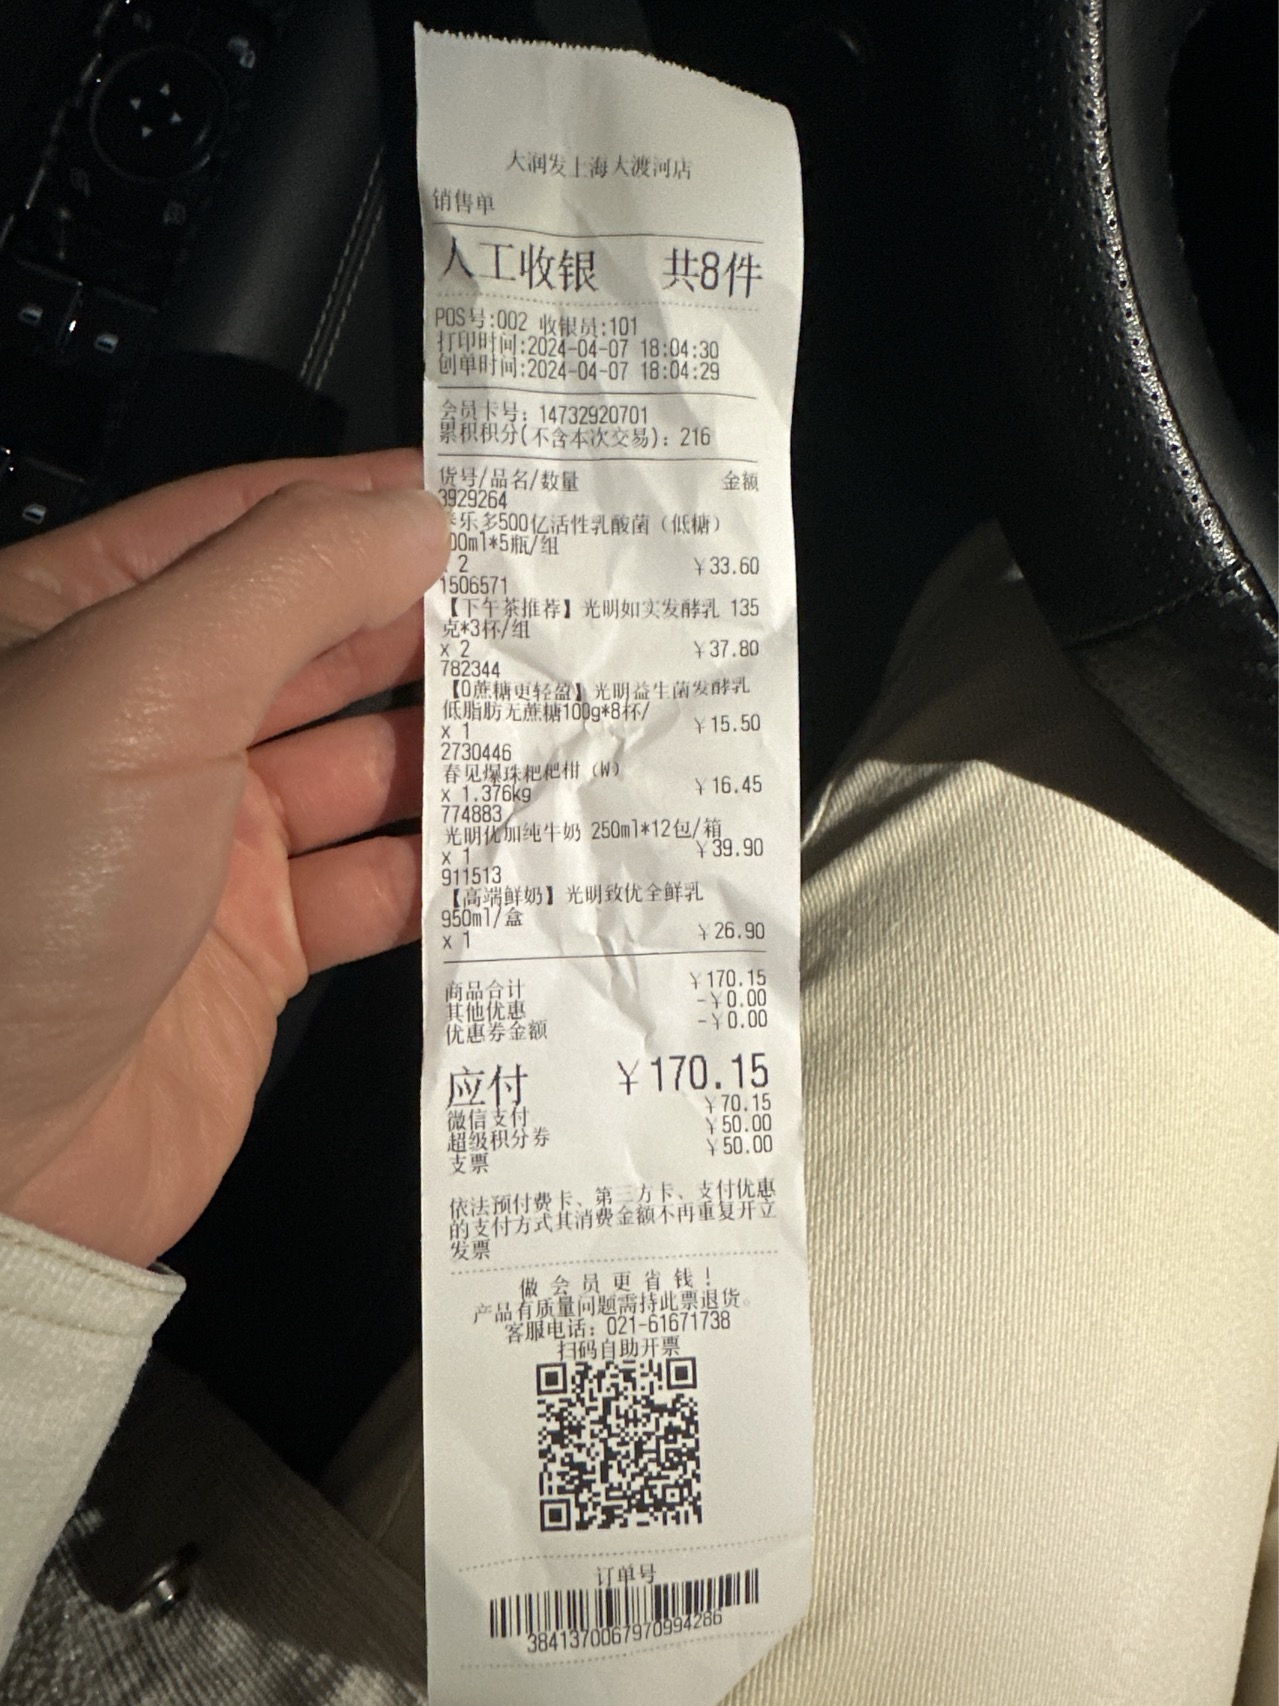 大润发上海大渡河店
销售单
人工收银 共8件
POS号:002 收银员:101
打印时间:2024-04-07 18:04:30
创单时间:2024-04-07 18:04:29
会员卡号: 14732920701
累积积分(不含本次交易): 216
货号/品名/数量 金额
3929264
乐多500亿活性乳酸菌（低糖）
00ml*5瓶/组
2 ￥33.60
1506571
【下午茶推荐】光明如实发酵乳 135
克*3杯/组
x 2 ￥37.80
782344
【0蔗糖更轻盈】光明益生菌发酵乳
低脂肪无蔗糖100g*8杯/
x 1 ￥15.50
2730446
春见爆珠粑粑柑（W）
x 1.376kg ￥16.45
774883
光明优加纯牛奶 250ml*12包/箱
x 1 ￥39.90
911513
【高端鲜奶】光明致优全鲜乳
950ml/盒
x 1 ￥26.90
商品合计 ￥170.15
其他优惠 -￥0.00
优惠券金额 -￥0.00
应付 ￥170.15
微信支付 ￥70.15
超级积分券 ￥50.00
支票 ￥50.00
依法预付费卡、第三方卡、支付优惠
的支付方式其消费金额不再重复开立
发票
做会员更省钱！
产品有质量问题需持此票退货。
客服电话: 021-61671738
扫码自助开票
订单号
3841370067970994286